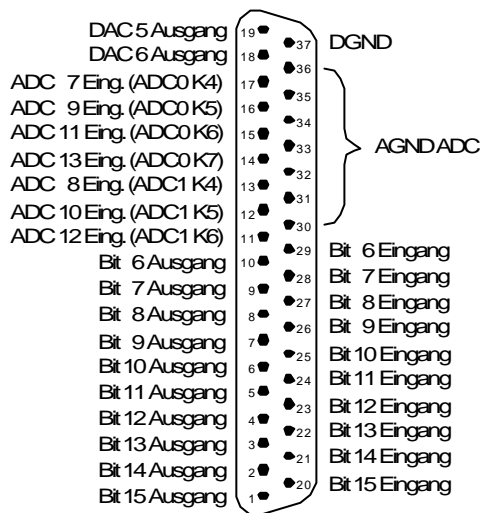 DAC 5 Ausgang 19
37 DGND
DAC 6 Ausgang 18
36
ADC 7 Eing. (ADC0 K4) 17
35
ADC 9 Eing. (ADC0 K5) 16
34
ADC 11 Eing. (ADC0 K6) 15
33 AGND ADC
ADC 13 Eing. (ADC0 K7) 14
32
ADC 8 Eing. (ADC1 K4) 13
31
ADC 10 Eing. (ADC1 K5) 12
30
ADC 12 Eing. (ADC1 K6) 11
29 Bit 6 Eingang
Bit 6 Ausgang 10
28 Bit 7 Eingang
Bit 7 Ausgang 9
27 Bit 8 Eingang
Bit 8 Ausgang 8
26 Bit 9 Eingang
Bit 9 Ausgang 7
25 Bit 10 Eingang
Bit 10 Ausgang 6
24 Bit 11 Eingang
Bit 11 Ausgang 5
23 Bit 12 Eingang
Bit 12 Ausgang 4
22 Bit 13 Eingang
Bit 13 Ausgang 3
21 Bit 14 Eingang
Bit 14 Ausgang 2
20 Bit 15 Eingang
Bit 15 Ausgang 1